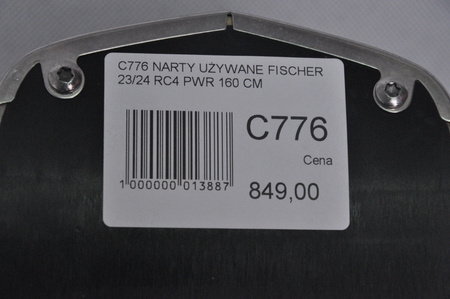 C776 NARTY UŻYWANE FISCHER
23/24 RC4 PWR 160 CM
C776
Cena
849,00
1 000000 013887